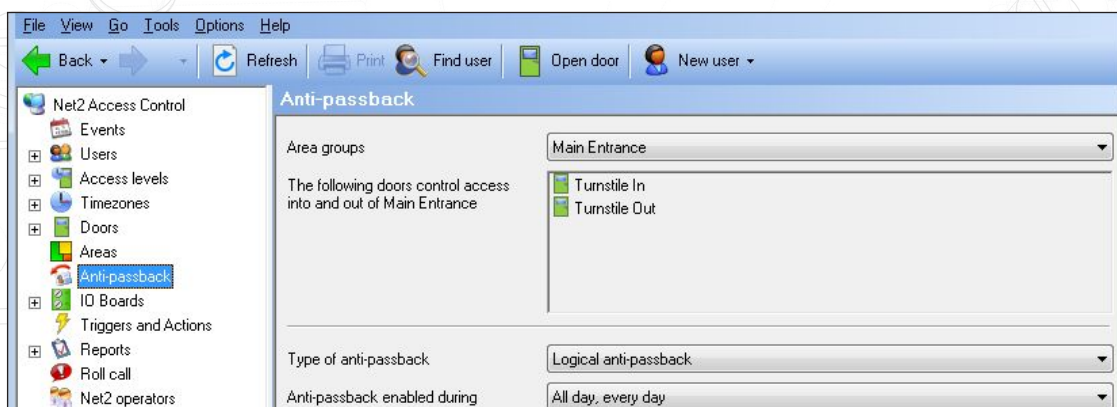 File View Go Tools Options Help
Back Refresh Print Find user Open door New user
Net2 Access Control
Events
Users
Access levels
Timezones
Doors
Areas
Anti-passback
IO Boards
Triggers and Actions
Reports
Roll call
Net2 operators
Anti-passback
Area groups Main Entrance
The following doors control access
into and out of Main Entrance
Turnstile In
Turnstile Out
Type of anti-passback Logical anti-passback
Anti-passback enabled during All day, every day